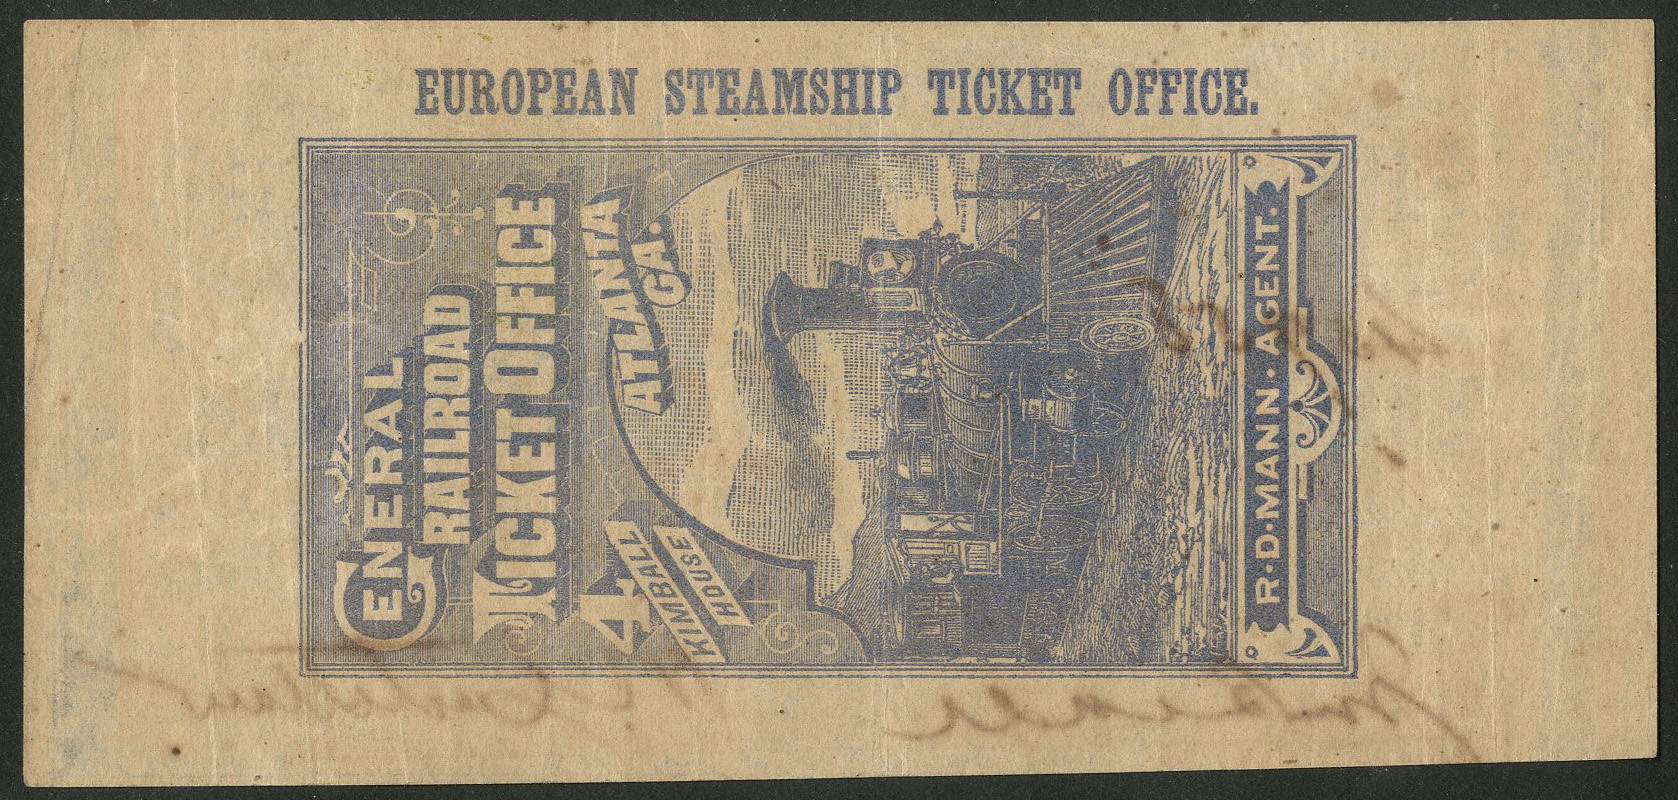 EUROPEAN STEAMSHIP TICKET OFFICE.
GENERAL
RAILROAD
TICKET OFFICE
4 KIMBALL
HOUSE
ATLANTA
GA.
R.D. MANN. AGENT.